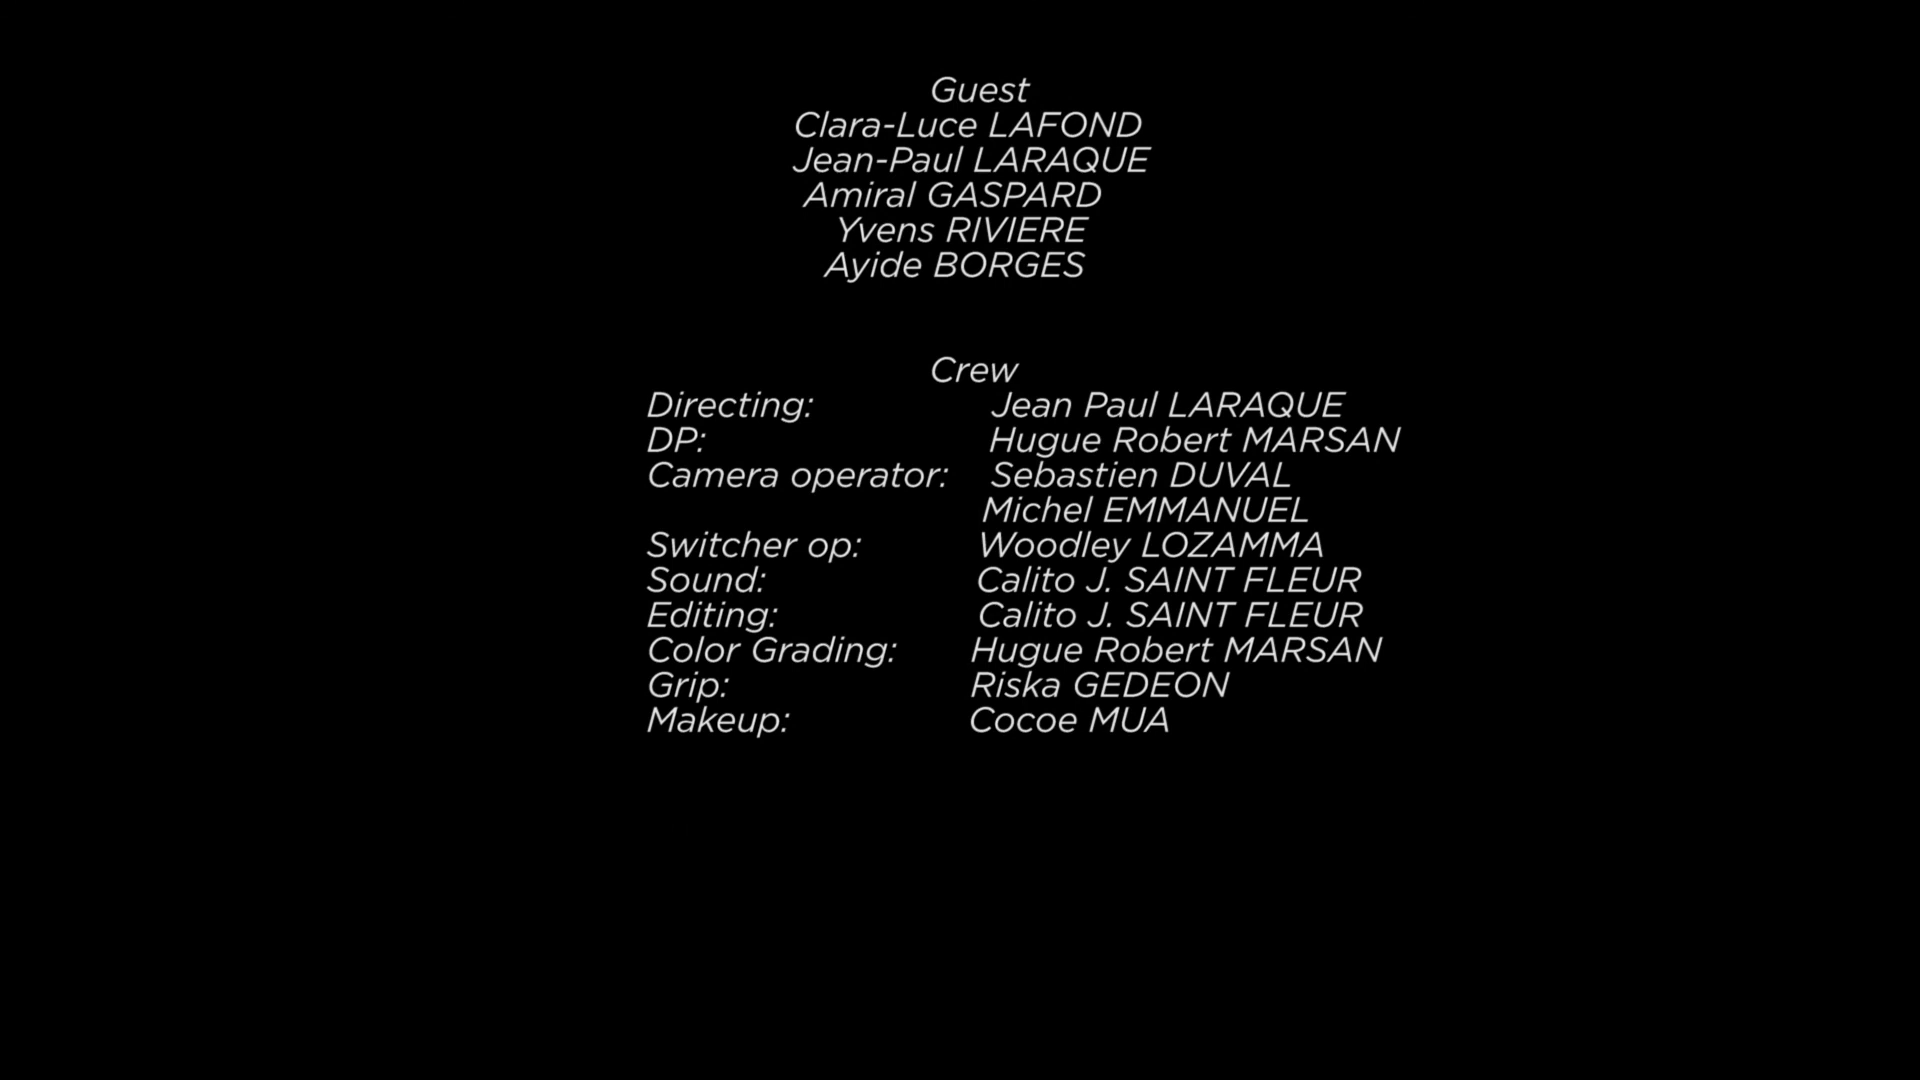 Guest
Clara-Luce LAFOND
Jean-Paul LARAQUE
Amiral GASPARD
Yvens RIVIERE
Ayide BORGES
Crew
Directing: Jean Paul LARAQUE
DP: Hugue Robert MARSAN
Camera operator: Sebastien DUVAL
Michel EMMANUEL
Switcher op: Woodley LOZAMMA
Sound: Calito J. SAINT FLEUR
Editing: Calito J. SAINT FLEUR
Color Grading: Hugue Robert MARSAN
Grip: Riska GEDEON
Makeup: Cocoe MUA